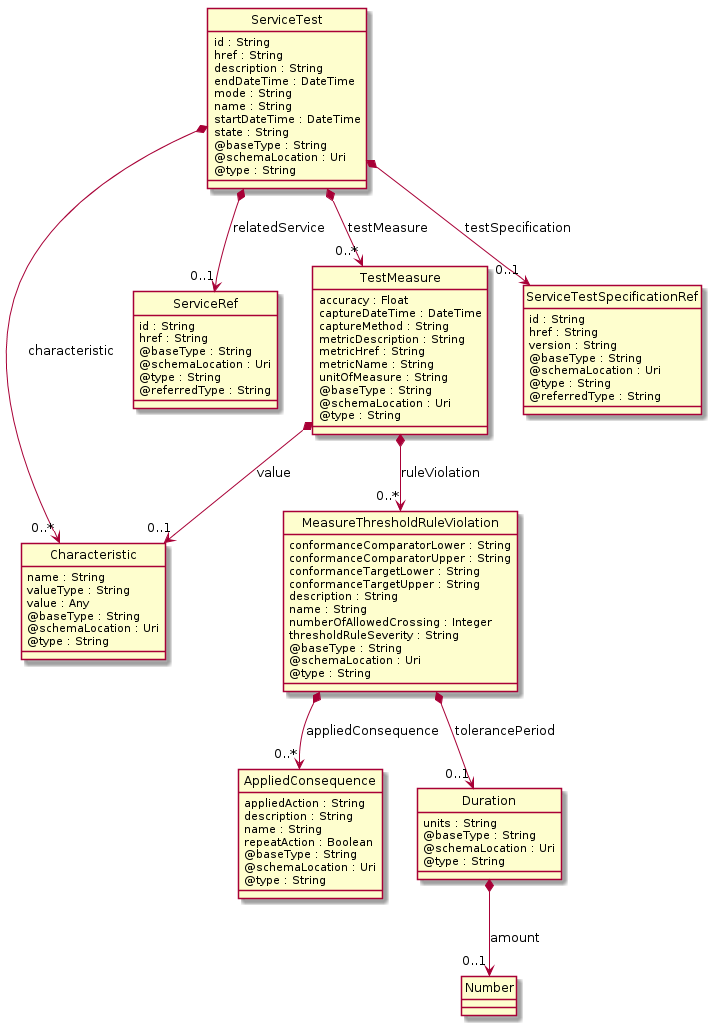 ServiceTest
id : String
href : String
description : String
endDateTime : DateTime
mode : String
name : String
startDateTime : DateTime
state : String
@baseType : String
@schemaLocation : Uri
@type : String
relatedService
testMeasure
testSpecification
0..1
0..*
0..1
ServiceRef
id : String
href : String
@baseType : String
@schemaLocation : Uri
@type : String
@referredType : String
TestMeasure
accuracy : Float
captureDateTime : DateTime
captureMethod : String
metricDescription : String
metricHref : String
metricName : String
unitOfMeasure : String
@baseType : String
@schemaLocation : Uri
@type : String
ServiceTestSpecificationRef
id : String
href : String
version : String
@baseType : String
@schemaLocation : Uri
@type : String
@referredType : String
characteristic
value
ruleViolation
0..*
0..1
0..*
Characteristic
name : String
valueType : String
value : Any
@baseType : String
@schemaLocation : Uri
@type : String
MeasureThresholdRuleViolation
conformanceComparatorLower : String
conformanceComparatorUpper : String
conformanceTargetLower : String
conformanceTargetUpper : String
description : String
name : String
numberOfAllowedCrossing : Integer
thresholdRuleSeverity : String
@baseType : String
@schemaLocation : Uri
@type : String
appliedConsequence
tolerancePeriod
0..*
0..1
AppliedConsequence
appliedAction : String
description : String
name : String
repeatAction : Boolean
@baseType : String
@schemaLocation : Uri
@type : String
Duration
units : String
@baseType : String
@schemaLocation : Uri
@type : String
amount
0..1
Number